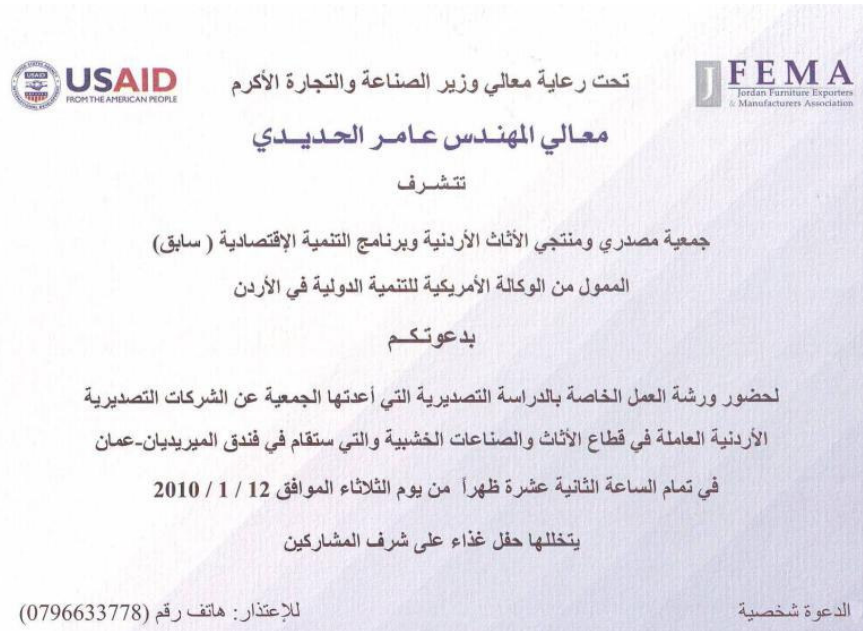 USAID
FROM THE AMERICAN PEOPLE
JFEMA
Jordan Furniture Exporters
& Manufacturers Association
تحت رعاية معالي وزير الصناعة والتجارة الأكرم
معالي المهندس عامر الحديدي
تتشرف
جمعية مصدري ومنتجي الأثاث الأردنية وبرنامج التنمية الإقتصادية ( سابق)
الممول من الوكالة الأمريكية للتنمية الدولية في الأردن
بدعوتكم
لحضور ورشة العمل الخاصة بالدراسة التصديرية التي أعدتها الجمعية عن الشركات التصديرية
الأردنية العاملة في قطاع الأثاث والصناعات الخشبية والتي ستقام في فندق الميريديان-عمان
في تمام الساعة الثانية عشرة ظهراً من يوم الثلاثاء الموافق 12 / 1 / 2010
يتخللها حفل غذاء على شرف المشاركين
الدعوة شخصية
للإعتذار: هاتف رقم (0796633778)